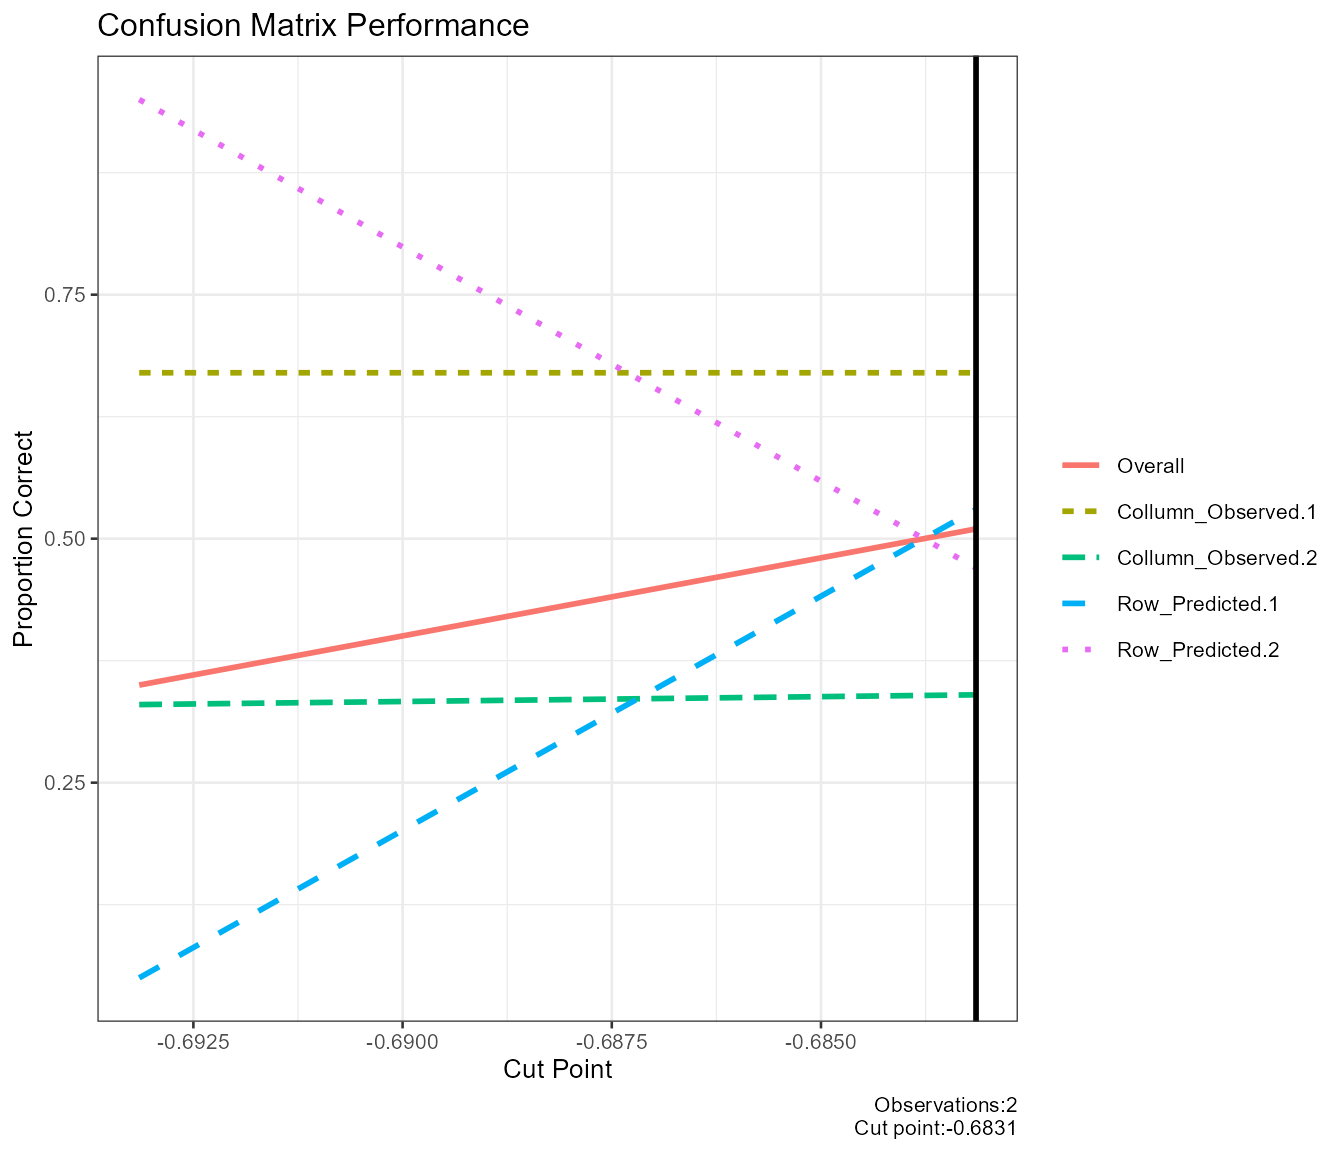 Confusion Matrix Performance
Proportion Correct
0.75
0.50
0.25
-0.6925
-0.6900
-0.6875
-0.6850
Cut Point
Overall
Collumn_Observed.1
Collumn_Observed.2
Row_Predicted.1
Row_Predicted.2
Observations:2
Cut point:-0.6831